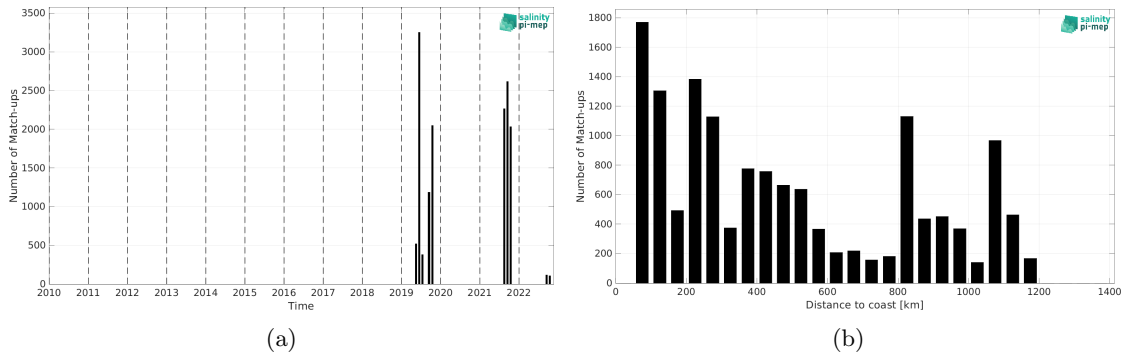 3500
3000
2500
2000
1500
1000
500
0
Number of Match-ups
2010 2011 2012 2013 2014 2015 2016 2017 2018 2019 2020 2021 2022
Time
salinity
pi-mep
(a)
1800
1600
1400
1200
1000
800
600
400
200
0
Number of Match-ups
0 200 400 600 800 1000 1200 1400
Distance to coast [km]
salinity
pi-mep
(b)